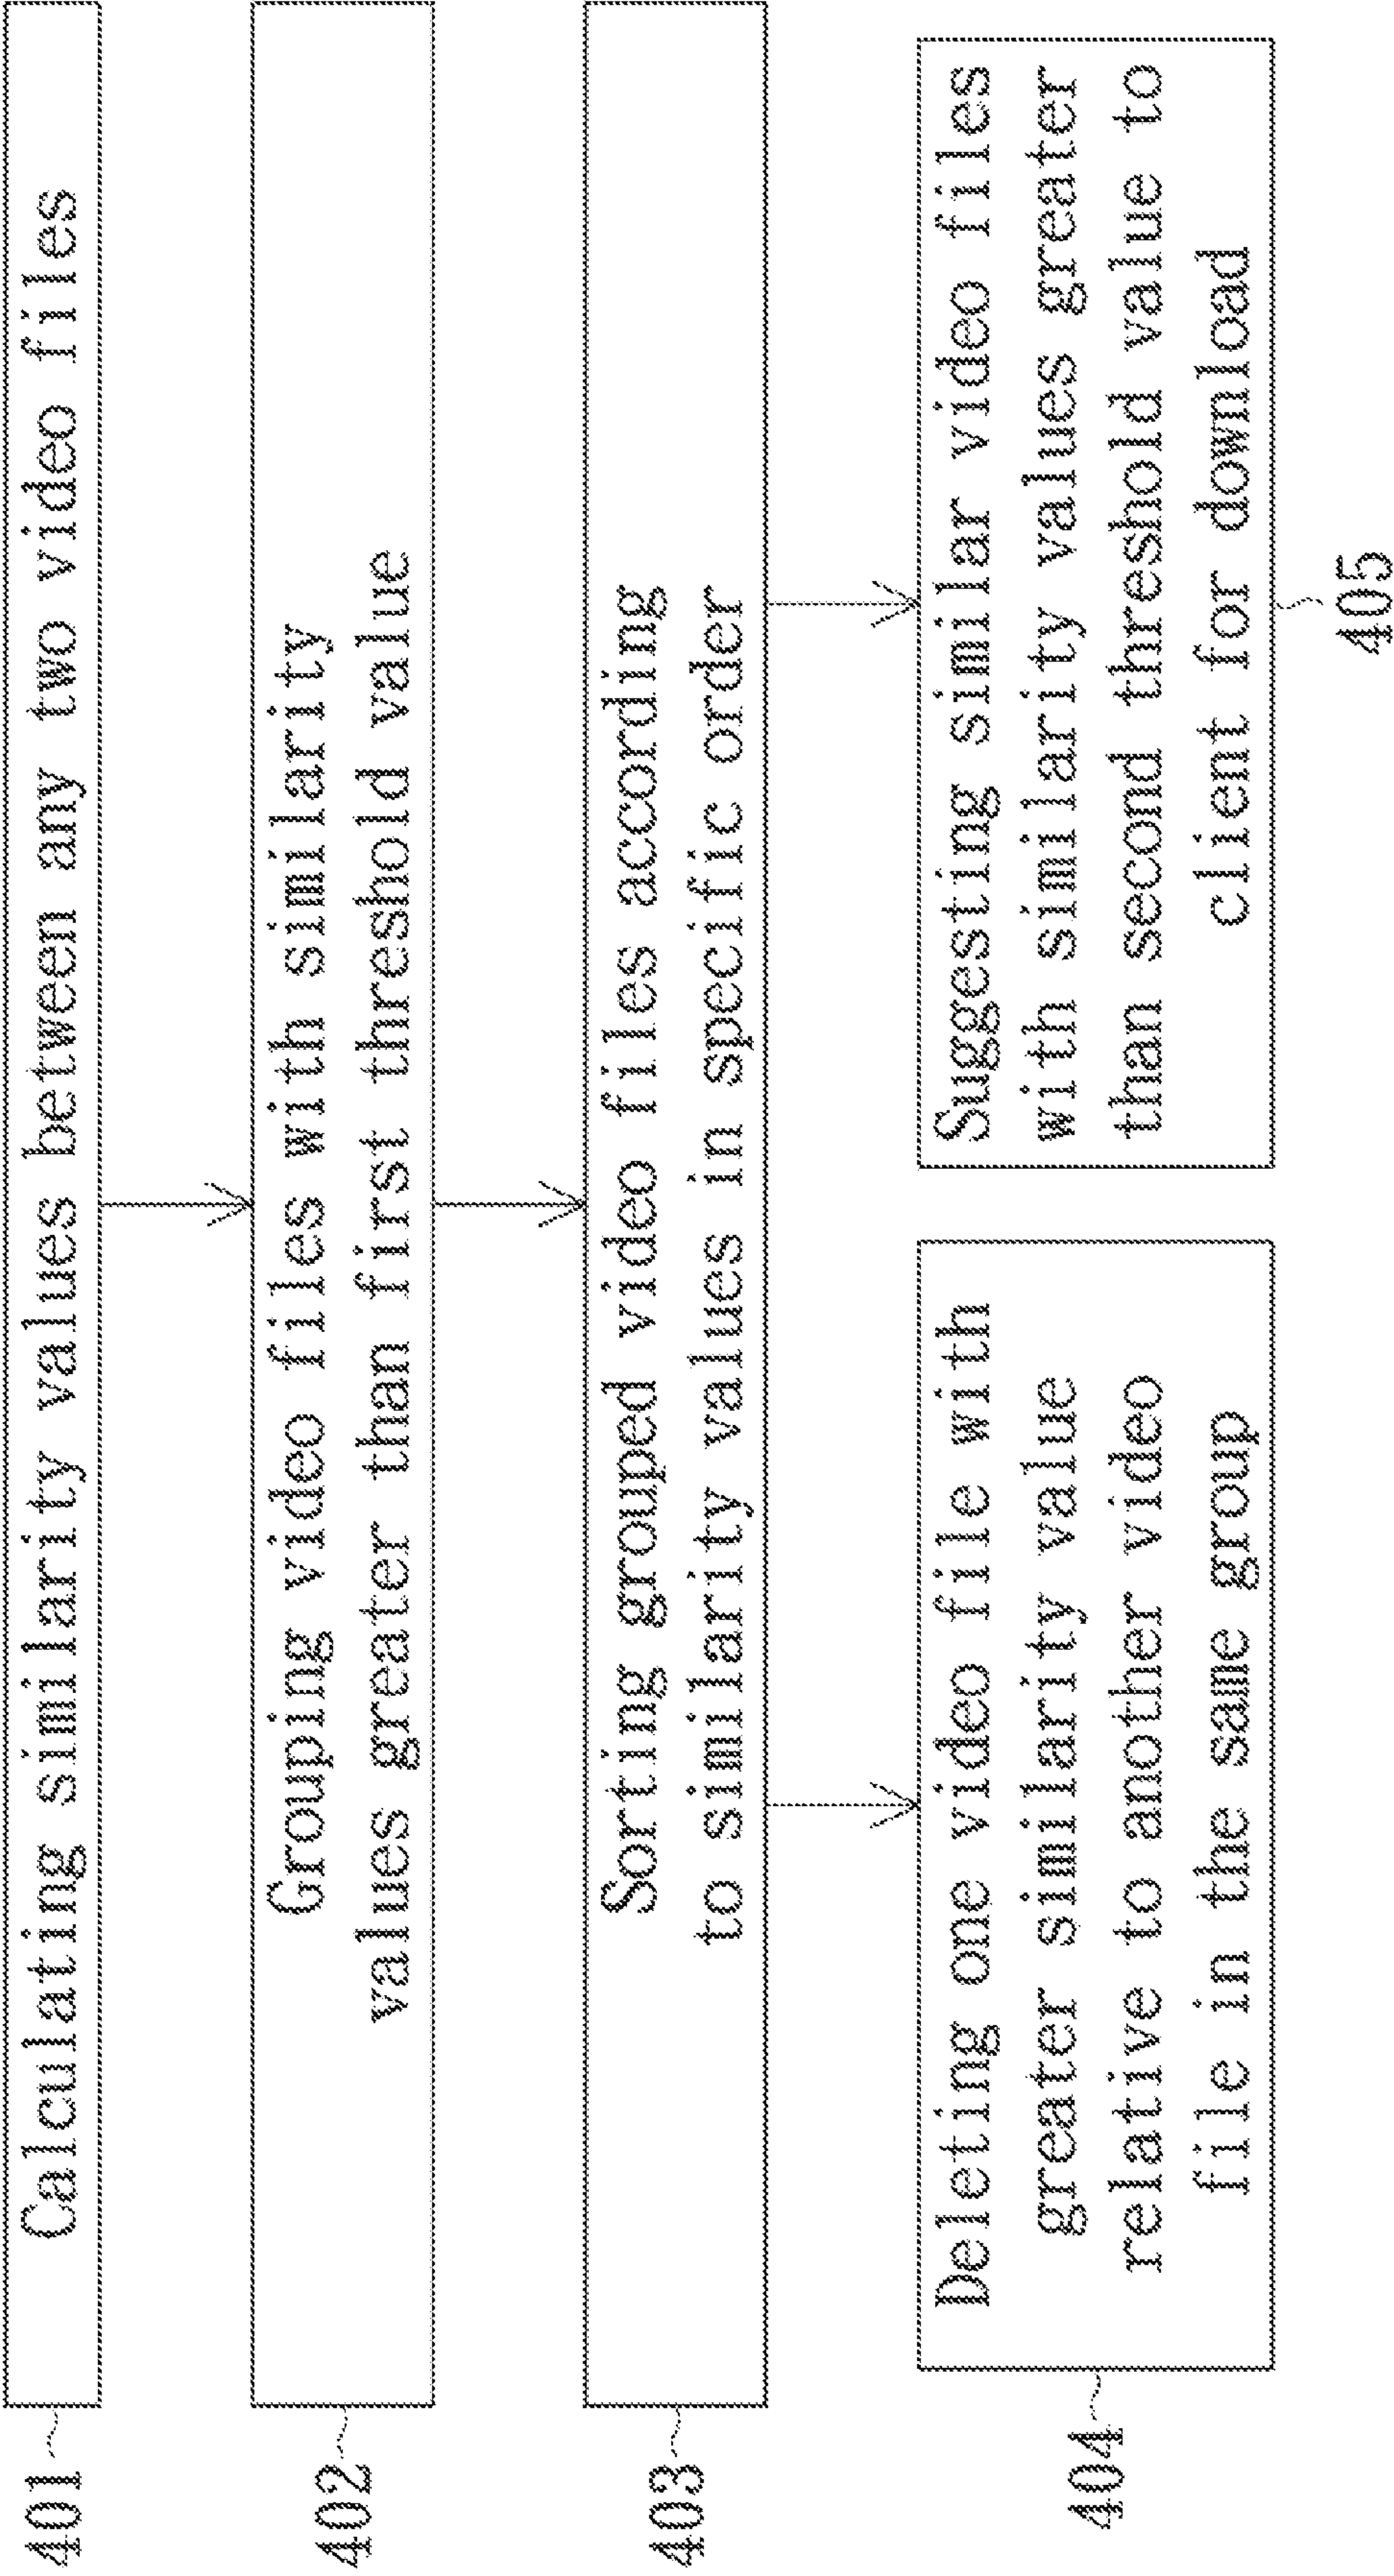 401
Calculating similarity values between any two video files
402
Grouping video files with similarity
values greater than first threshold value
403
Sorting grouped video files according
to similarity values in specific order
404
Deleting one video file with
greater similarity value
relative to another video
file in the same group
Suggesting similar video files
with similarity values greater
than second threshold value to
client for download
405